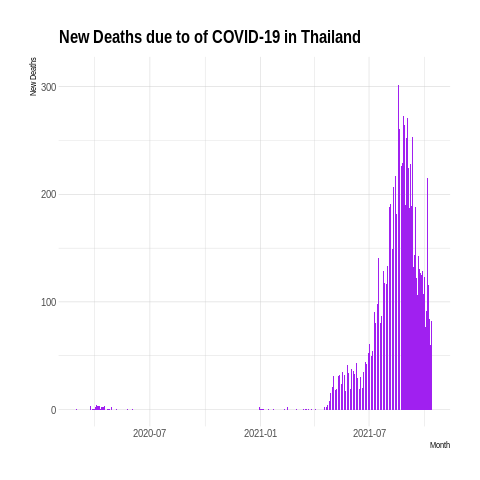 New Deaths due to of COVID-19 in Thailand
New Deaths
300
200
100
0
2020-07 2021-01 2021-07
Month